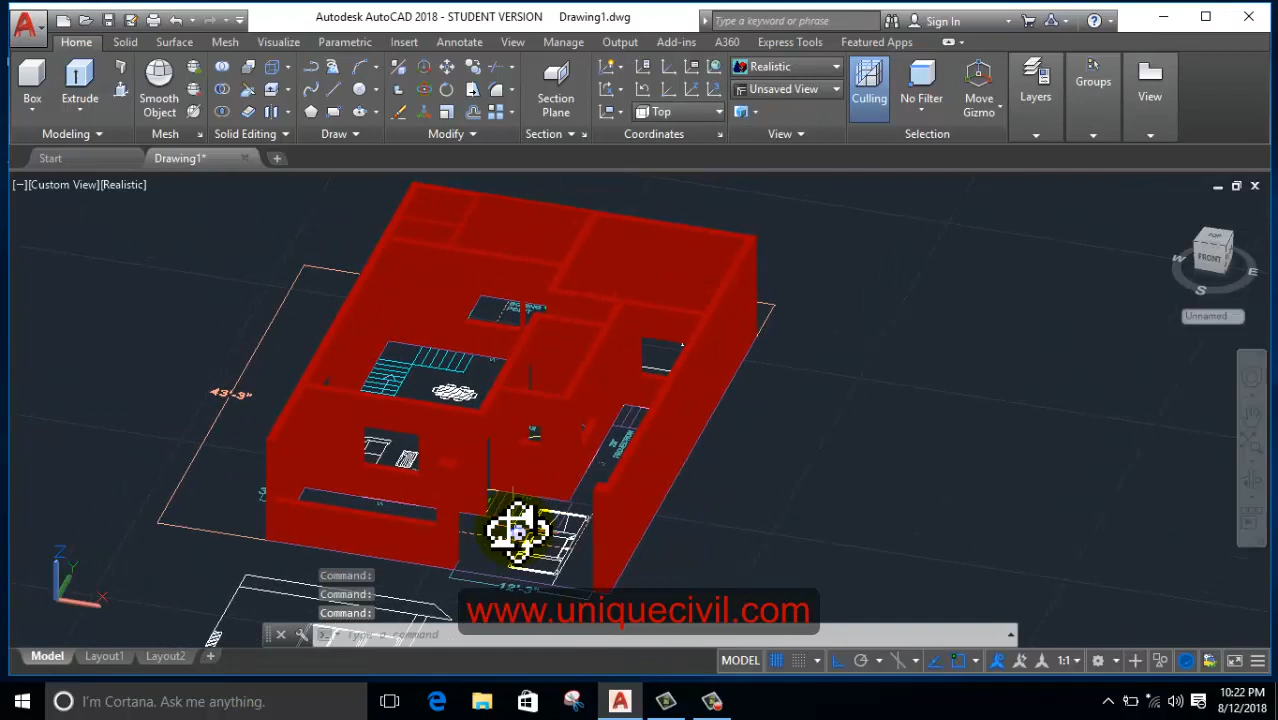 Autodesk AutoCAD 2018 - STUDENT VERSION Drawing1.dwg
Type a keyword or phrase
Sign In
Home Solid Surface Mesh Visualize Parametric Insert Annotate View Manage Output Add-ins A360 Express Tools Featured Apps
Box
Extrude
Smooth Object
Section Plane
Realistic
Unsaved View
Top
Culling
No Filter
Move Gizmo
Layers
Groups
View
Modeling Mesh Solid Editing Draw Modify Section Coordinates View Selection
Start
Drawing1*
[−][Custom View][Realistic]
TOP
FRONT
W
S
E
Unnamed
43'-3"
PROJECTION
12'-3"
Z
Y
X
Command:
Command:
Command:
www.uniquecivil.com
Type a command
Model Layout1 Layout2
MODEL
1:1
I'm Cortana. Ask me anything.
10:22 PM
8/12/2018